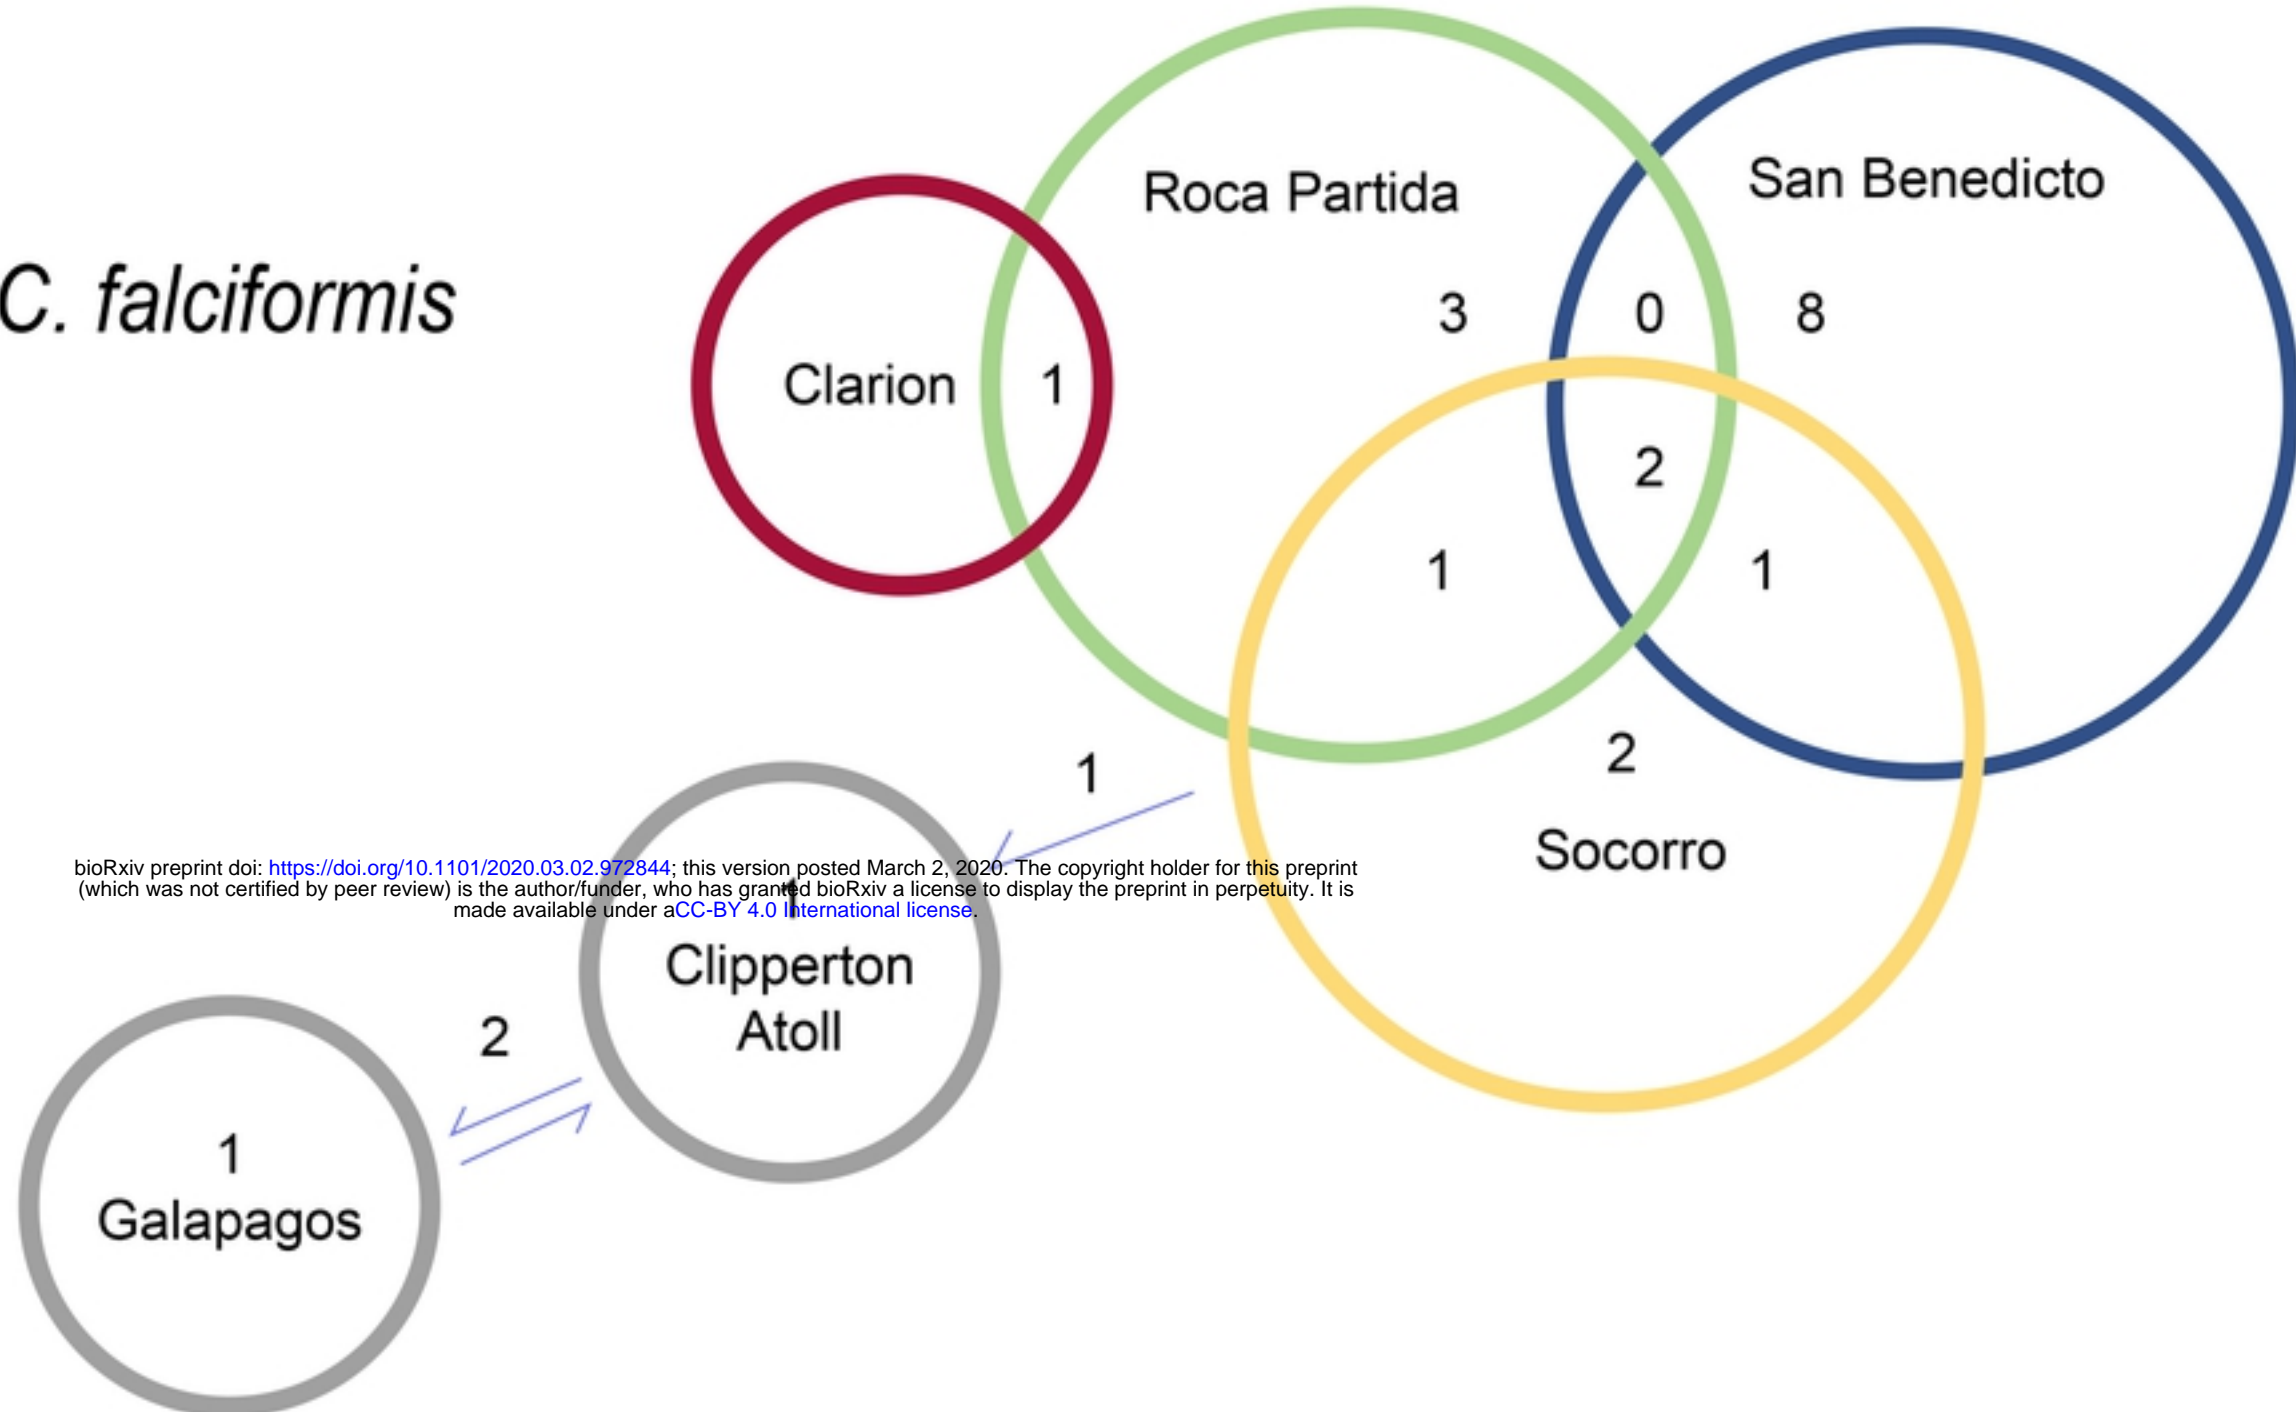 C. falciformis
Roca Partida
San Benedicto
3
0
8
Clarion
1
2
1
1
2
Socorro
1
bioRxiv preprint doi: https://doi.org/10.1101/2020.03.02.972844; this version posted March 2, 2020. The copyright holder for this preprint
(which was not certified by peer review) is the author/funder, who has granted bioRxiv a license to display the preprint in perpetuity. It is
made available under aCC-BY 4.0 International license.
1
Clipperton
Atoll
2
1
Galapagos